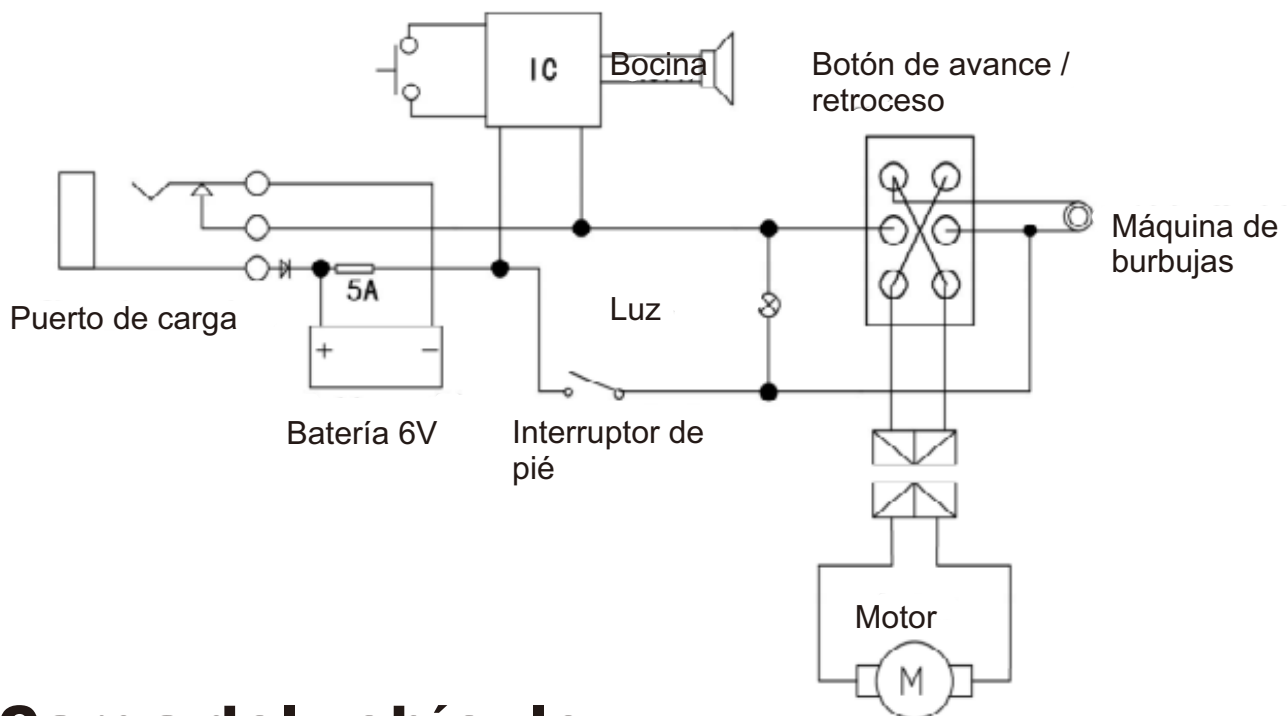 IC
Bocina
Botón de avance /
retroceso
Máquina de
burbujas
5A
Luz
Puerto de carga
+
−
Batería 6V
Interruptor de
pié
Motor
M